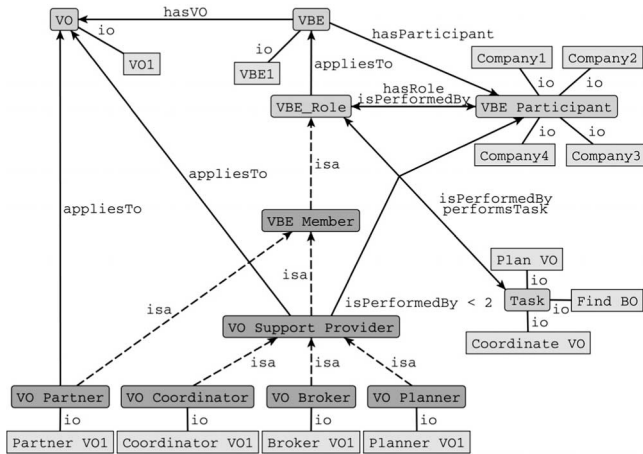 VO
hasVO
VBE
io
VO1
io
VBE1
hasParticipant
Company1
Company2
io
io
appliesTo
VBE_Role
hasRole
isPerformedBy
VBE Participant
io
io
Company4
Company3
isa
appliesTo
appliesTo
isPerformedBy
performsTask
VBE Member
isa
isa
Plan VO
io
isPerformedBy < 2
Task
io
Find BO
io
Coordinate VO
VO Support Provider
isa
isa
isa
VO Partner
VO Coordinator
VO Broker
VO Planner
io
io
io
io
Partner VO1
Coordinator VO1
Broker VO1
Planner VO1